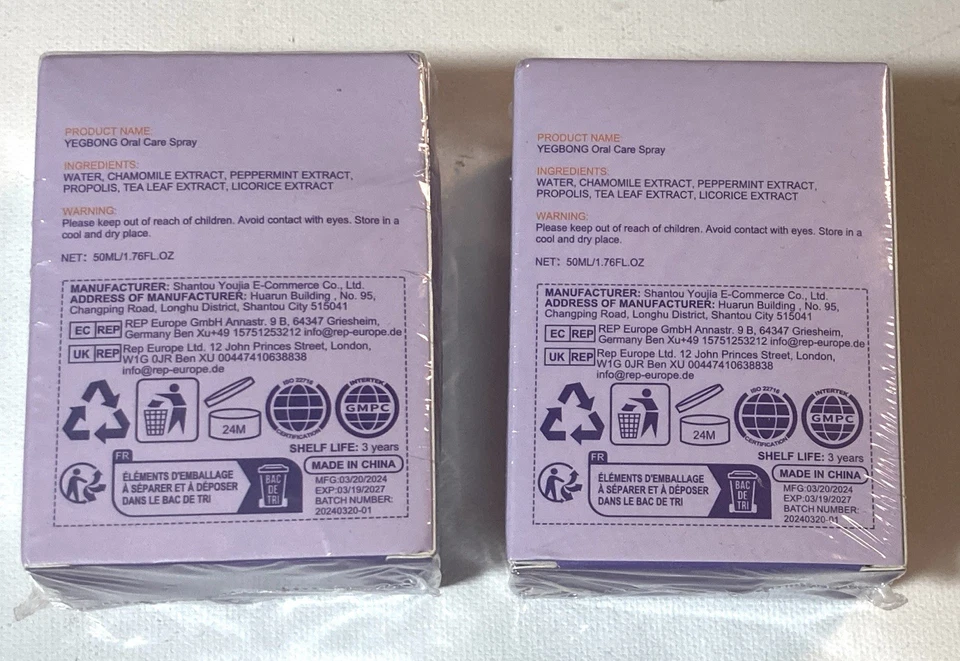 PRODUCT NAME:
YEGBONG Oral Care Spray
INGREDIENTS:
WATER, CHAMOMILE EXTRACT, PEPPERMINT EXTRACT,
PROPOLIS, TEA LEAF EXTRACT, LICORICE EXTRACT
WARNING:
Please keep out of reach of children. Avoid contact with eyes. Store in a
cool and dry place.
NET: 50ML/1.76FL.OZ
MANUFACTURER: Shantou Youjia E-Commerce Co., Ltd.
ADDRESS OF MANUFACTURER: Huarun Building , No. 95,
Changping Road, Longhu District, Shantou City 515041
EC REP REP Europe GmbH Annastr. 9 B, 64347 Griesheim,
Germany Ben Xu+49 15751253212 info@rep-europe.de
UK REP Rep Europe Ltd. 12 John Princes Street, London,
W1G 0JR Ben XU 00447410638838
info@rep-europe.de
24M
ISO 22716
CERTIFICATION
INTERTEK
GMPC
SHELF LIFE: 3 years
FR
ÉLÉMENTS D'EMBALLAGE
À SÉPARER ET À DÉPOSER
DANS LE BAC DE TRI
BAC
DE
TRI
MADE IN CHINA
MFG:03/20/2024
EXP:03/19/2027
BATCH NUMBER:
20240320-01
PRODUCT NAME:
YEGBONG Oral Care Spray
INGREDIENTS:
WATER, CHAMOMILE EXTRACT, PEPPERMINT EXTRACT,
PROPOLIS, TEA LEAF EXTRACT, LICORICE EXTRACT
WARNING:
Please keep out of reach of children. Avoid contact with eyes. Store in a
cool and dry place.
NET: 50ML/1.76FL.OZ
MANUFACTURER: Shantou Youjia E-Commerce Co., Ltd.
ADDRESS OF MANUFACTURER: Huarun Building , No. 95,
Changping Road, Longhu District, Shantou City 515041
EC REP REP Europe GmbH Annastr. 9 B, 64347 Griesheim,
Germany Ben Xu+49 15751253212 info@rep-europe.de
UK REP Rep Europe Ltd. 12 John Princes Street, London,
W1G 0JR Ben XU 00447410638838
info@rep-europe.de
24M
ISO 22716
CERTIFICATION
INTERTEK
GMPC
SHELF LIFE: 3 years
FR
ÉLÉMENTS D'EMBALLAGE
À SÉPARER ET À DÉPOSER
DANS LE BAC DE TRI
BAC
DE
TRI
MADE IN CHINA
MFG:03/20/2024
EXP:03/19/2027
BATCH NUMBER:
20240320-01